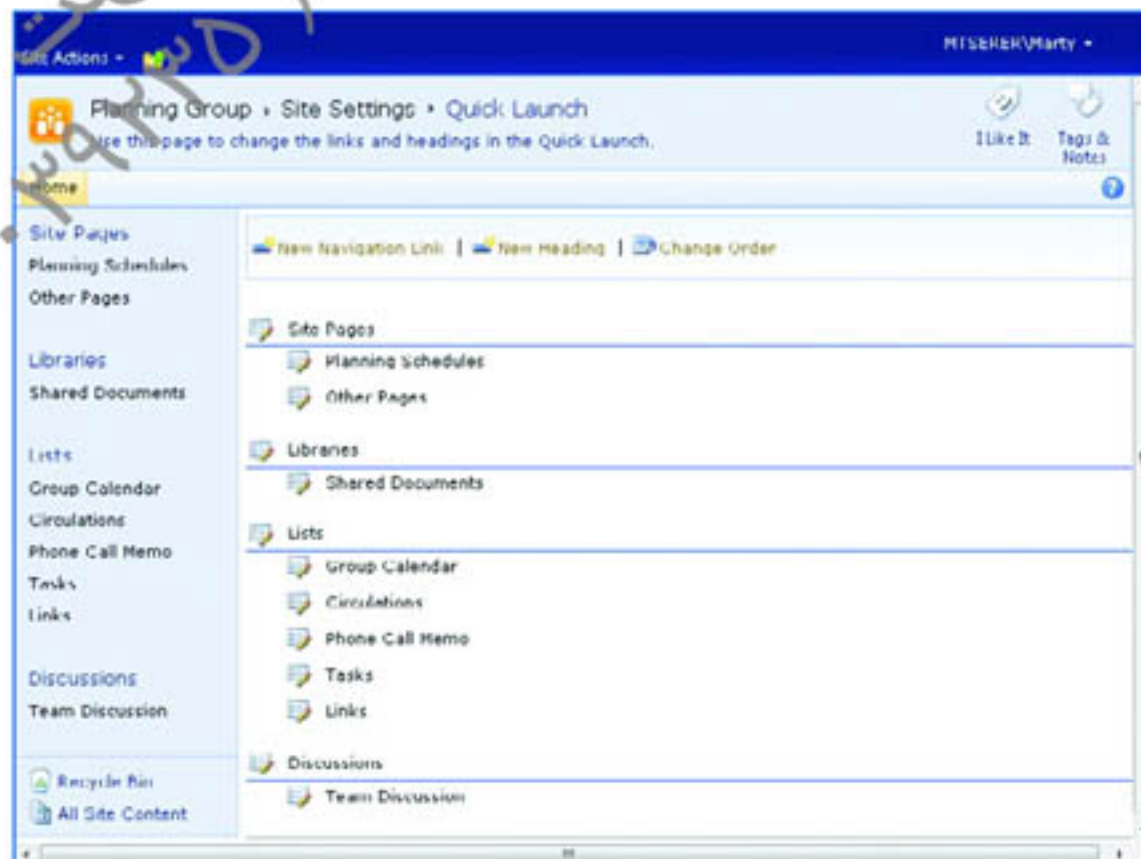 Site Actions
MTSERER\Marty
Planning Group › Site Settings › Quick Launch
Use this page to change the links and headings in the Quick Launch.
I Like It
Tags & Notes
Home
Site Pages
Planning Schedules
Other Pages
Libraries
Shared Documents
Lists
Group Calendar
Circulations
Phone Call Memo
Tasks
Links
Discussions
Team Discussion
Recycle Bin
All Site Content
New Navigation Link | New Heading | Change Order
Site Pages
Planning Schedules
Other Pages
Libraries
Shared Documents
Lists
Group Calendar
Circulations
Phone Call Memo
Tasks
Links
Discussions
Team Discussion